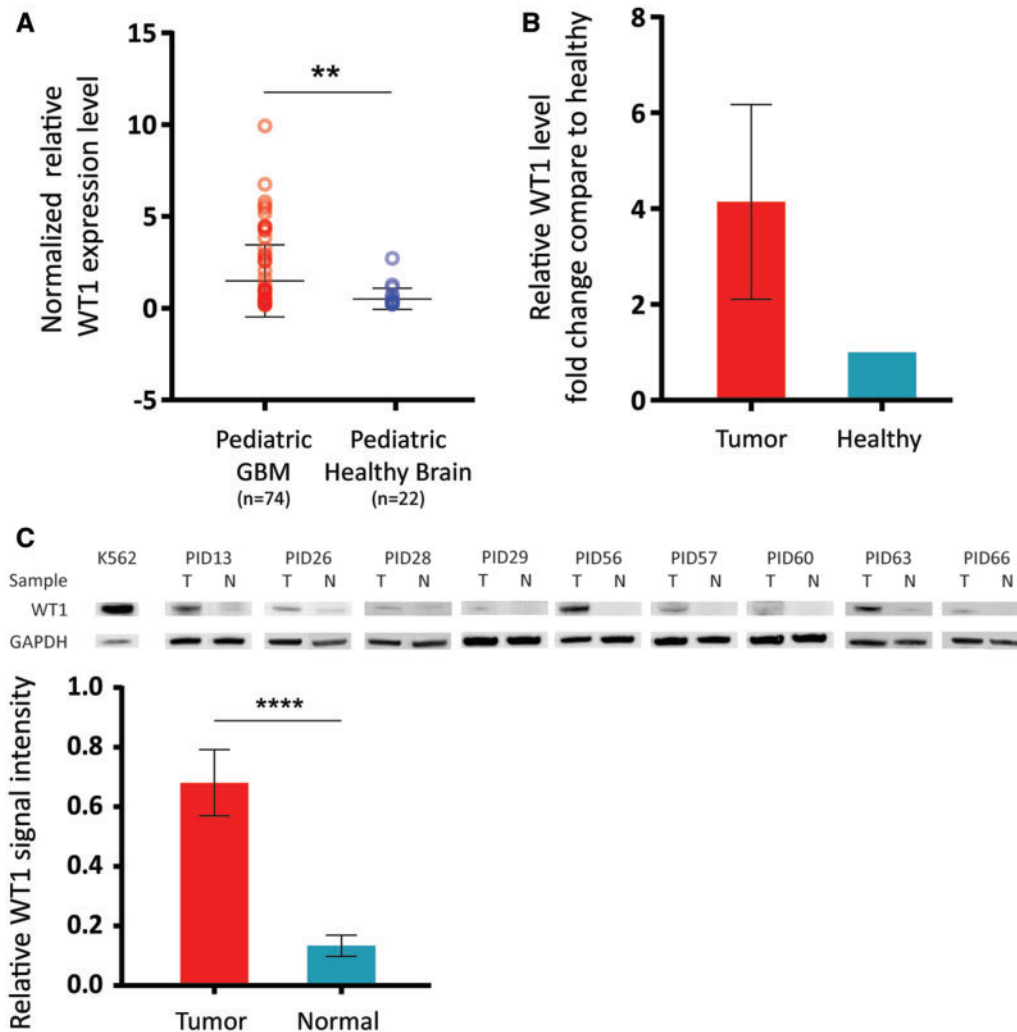 A
Normalized relative
WT1 expression level
15
10
5
0
-5
**
Pediatric
GBM
(n=74)
Pediatric
Healthy Brain
(n=22)
B
Relative WT1 level
fold change compare to healthy
8
6
4
2
0
Tumor
Healthy
C
K562 PID13 PID26 PID28 PID29 PID56 PID57 PID60 PID63 PID66
Sample T N T N T N T N T N T N T N T N T N
WT1
GAPDH
Relative WT1 signal intensity
1.0
0.8
0.6
0.4
0.2
0.0
****
Tumor
Normal